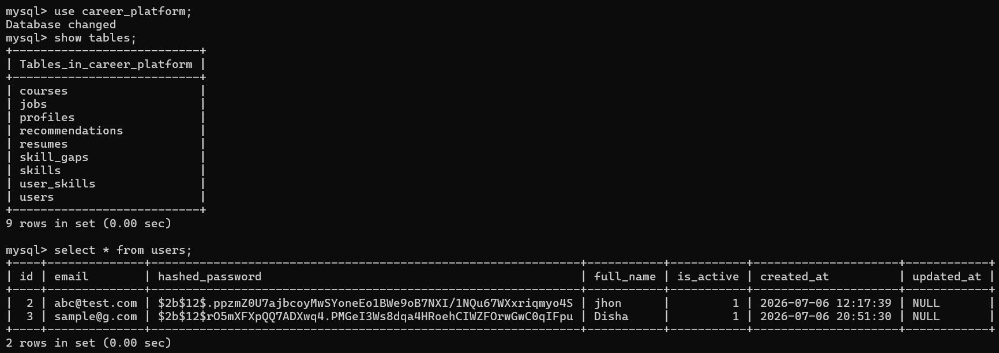 mysql> use career_platform;
Database changed
mysql> show tables;
+---------------------------+
| Tables_in_career_platform |
+---------------------------+
| courses                   |
| jobs                      |
| profiles                  |
| recommendations           |
| resumes                   |
| skill_gaps                |
| skills                    |
| user_skills               |
| users                     |
+---------------------------+
9 rows in set (0.00 sec)

mysql> select * from users;
+----+--------------+--------------------------------------------------------------+-----------+-----------+---------------------+------------+
| id | email        | hashed_password                                              | full_name | is_active | created_at          | updated_at |
+----+--------------+--------------------------------------------------------------+-----------+-----------+---------------------+------------+
|  2 | abc@test.com | $2b$12$.ppzmZ0U7ajbcoyMwSYoneEo1BWe9oB7NXI/1NQu67WXxriqmyo4S | jhon      |         1 | 2026-07-06 12:17:39 | NULL       |
|  3 | sample@g.com | $2b$12$rO5mXFXpQQ7ADXwq4.PMGeI3Ws8dqa4HRoehCIWZFOrwGwC0qIFpu | Disha     |         1 | 2026-07-06 20:51:30 | NULL       |
+----+--------------+--------------------------------------------------------------+-----------+-----------+---------------------+------------+
2 rows in set (0.00 sec)